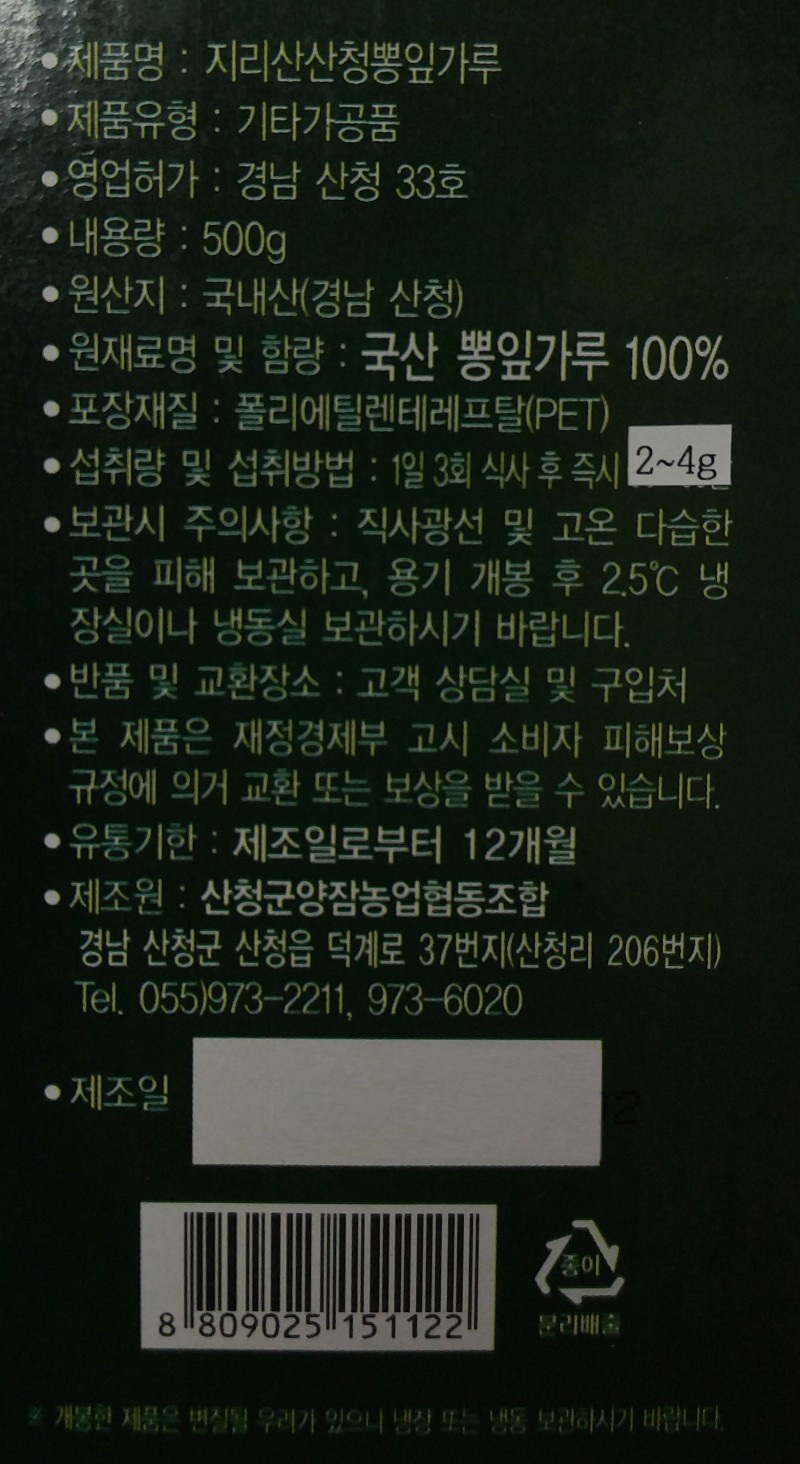 • 제품명 : 지리산산청뽕잎가루
• 제품유형 : 기타가공품
• 영업허가 : 경남 산청 33호
• 내용량 : 500g
• 원산지 : 국내산(경남 산청)
• 원재료명 및 함량 : 국산 뽕잎가루 100%
• 포장재질 : 폴리에틸렌테레프탈(PET)
• 섭취량 및 섭취방법 : 1일 3회 식사 후 즉시 2~4g
• 보관시 주의사항 : 직사광선 및 고온 다습한
곳을 피해 보관하고, 용기 개봉 후 2.5℃ 냉
장실이나 냉동실 보관하시기 바랍니다.
• 반품 및 교환장소 : 고객 상담실 및 구입처
• 본 제품은 재정경제부 고시 소비자 피해보상
규정에 의거 교환 또는 보상을 받을 수 있습니다.
• 유통기한 : 제조일로부터 12개월
• 제조원 : 산청군양잠농업협동조합
경남 산청군 산청읍 덕계로 37번지(산청리 206번지)
Tel. 055)973-2211, 973-6020
• 제조일
종이
분리배출
8 809025 151122
※ 개봉한 제품은 변질될 우려가 있으니 냉장 또는 냉동 보관하시기 바랍니다.